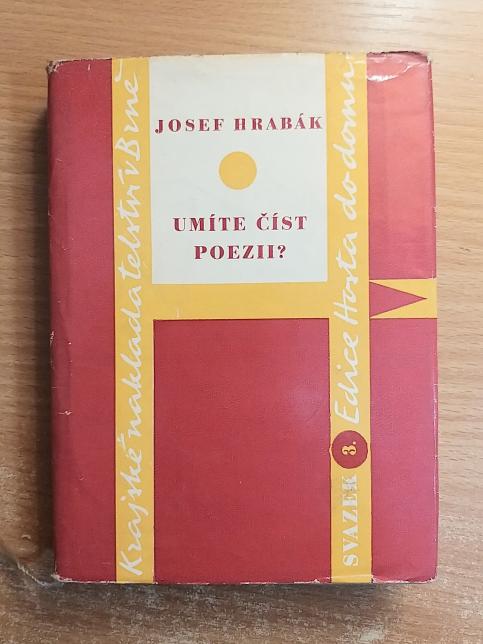 JOSEF HRABÁK
UMÍTE ČÍST
POEZII?
Krajské nakladatelství v Brně
SVAZEK 3. Edice Hosta do domu